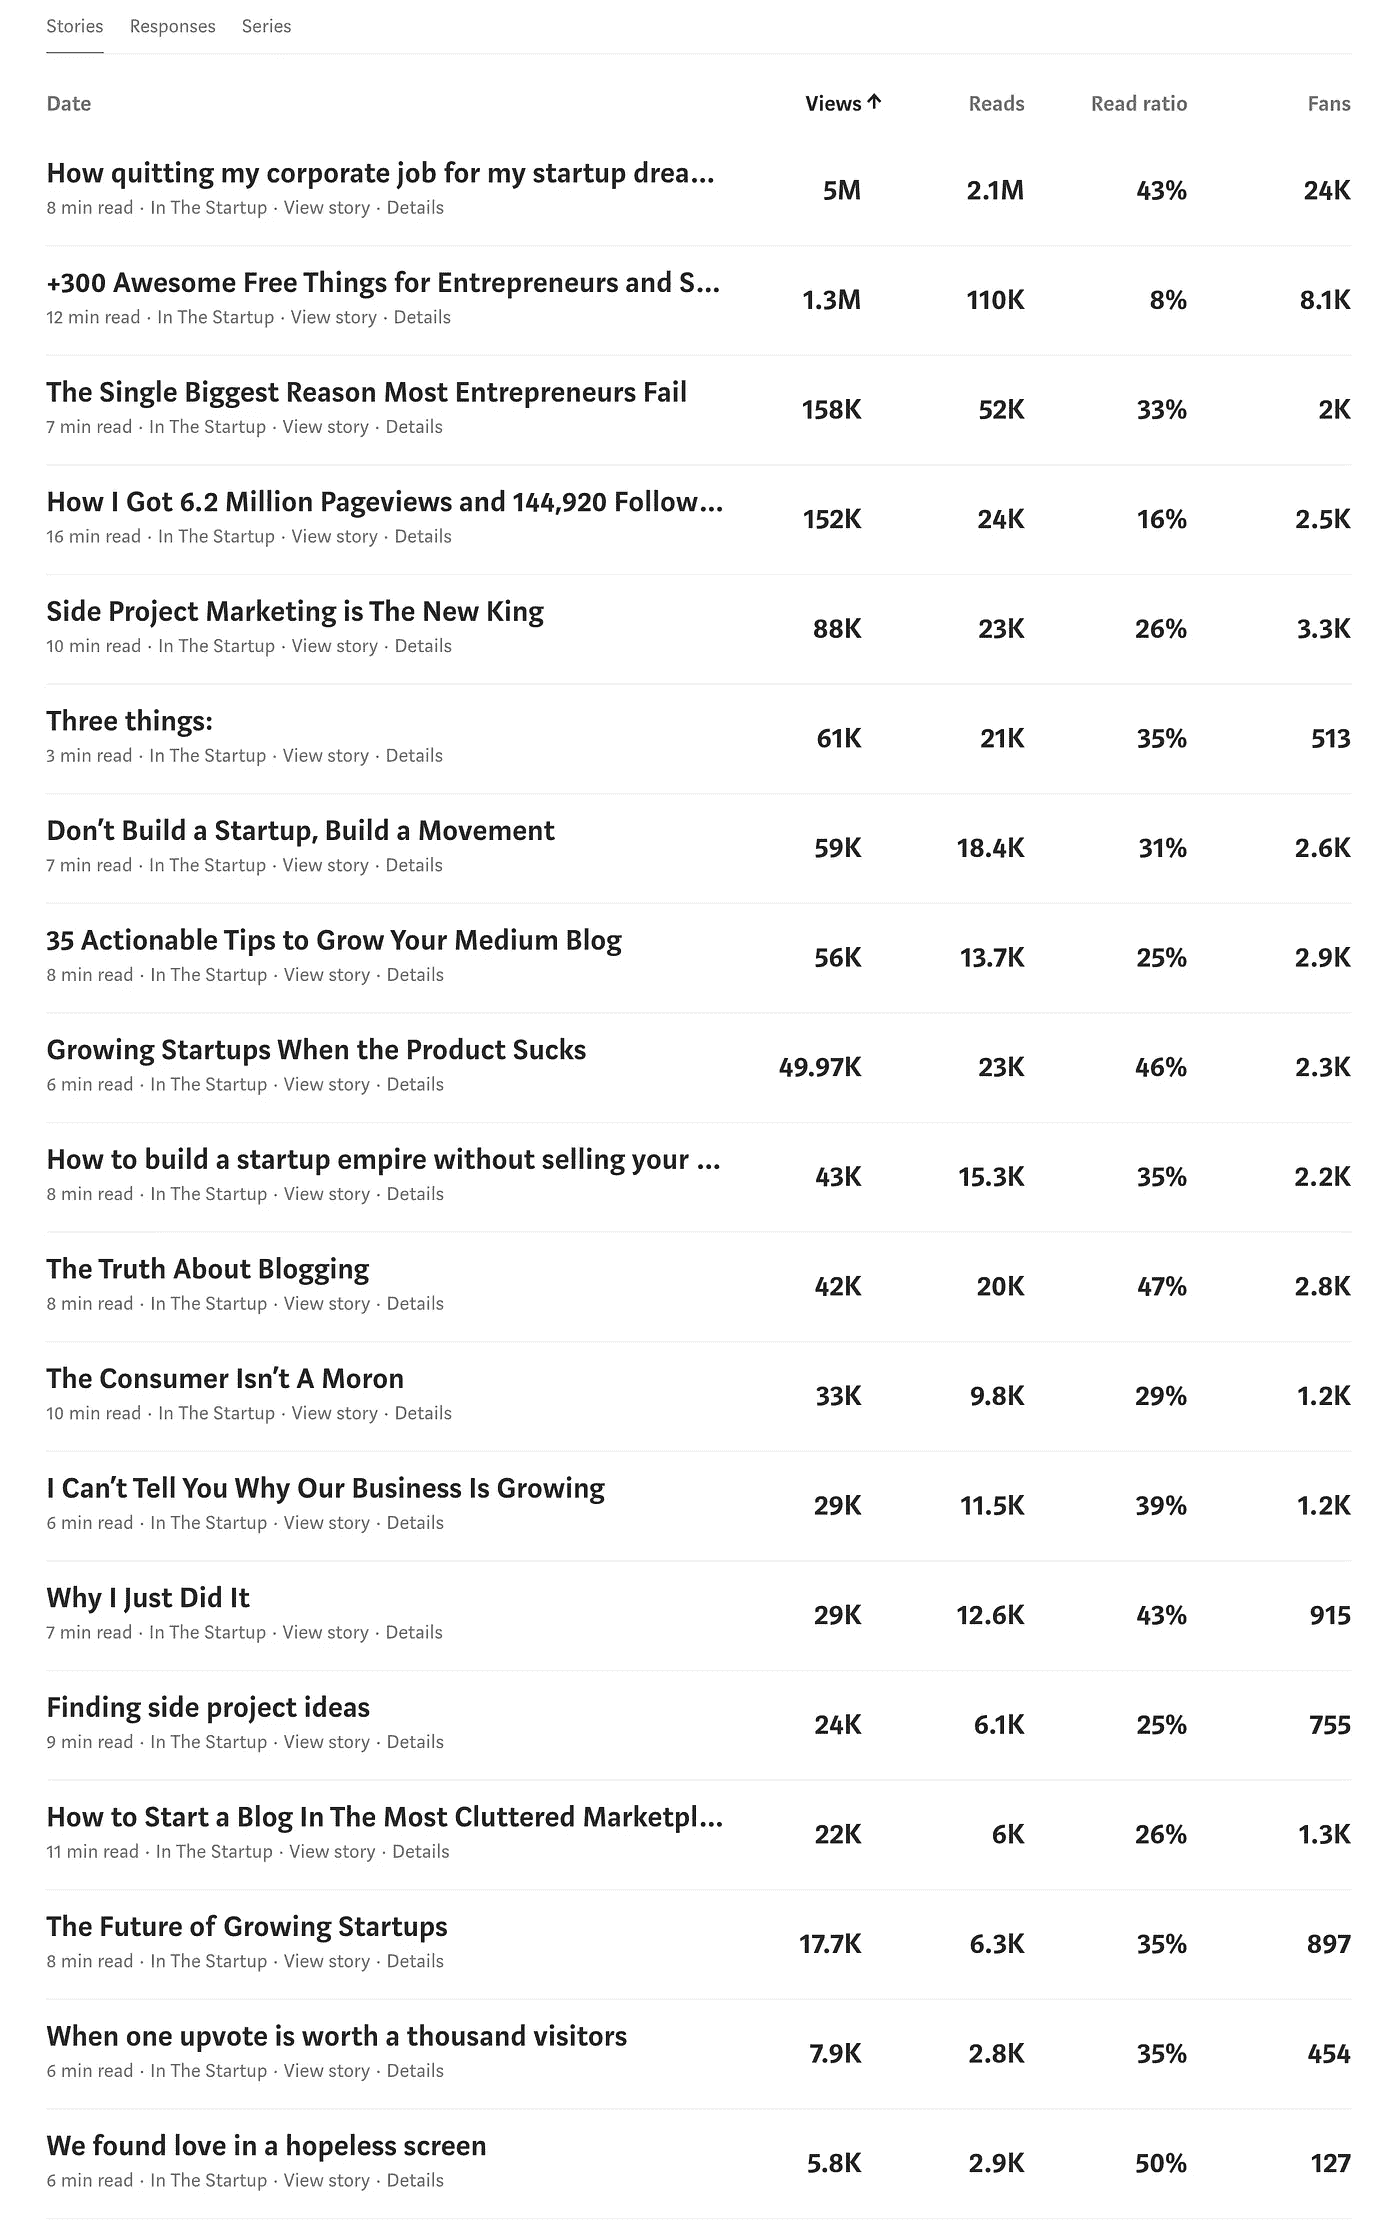 Stories Responses Series
Date Views ↑ Reads Read ratio Fans
How quitting my corporate job for my startup drea...
5M 2.1M 43% 24K
8 min read · In The Startup · View story · Details
+300 Awesome Free Things for Entrepreneurs and S...
1.3M 110K 8% 8.1K
12 min read · In The Startup · View story · Details
The Single Biggest Reason Most Entrepreneurs Fail
158K 52K 33% 2K
7 min read · In The Startup · View story · Details
How I Got 6.2 Million Pageviews and 144,920 Follow...
152K 24K 16% 2.5K
16 min read · In The Startup · View story · Details
Side Project Marketing is The New King
88K 23K 26% 3.3K
10 min read · In The Startup · View story · Details
Three things:
61K 21K 35% 513
3 min read · In The Startup · View story · Details
Don’t Build a Startup, Build a Movement
59K 18.4K 31% 2.6K
7 min read · In The Startup · View story · Details
35 Actionable Tips to Grow Your Medium Blog
56K 13.7K 25% 2.9K
8 min read · In The Startup · View story · Details
Growing Startups When the Product Sucks
49.97K 23K 46% 2.3K
6 min read · In The Startup · View story · Details
How to build a startup empire without selling your ...
43K 15.3K 35% 2.2K
8 min read · In The Startup · View story · Details
The Truth About Blogging
42K 20K 47% 2.8K
8 min read · In The Startup · View story · Details
The Consumer Isn’t A Moron
33K 9.8K 29% 1.2K
10 min read · In The Startup · View story · Details
I Can’t Tell You Why Our Business Is Growing
29K 11.5K 39% 1.2K
6 min read · In The Startup · View story · Details
Why I Just Did It
29K 12.6K 43% 915
7 min read · In The Startup · View story · Details
Finding side project ideas
24K 6.1K 25% 755
9 min read · In The Startup · View story · Details
How to Start a Blog In The Most Cluttered Marketpl...
22K 6K 26% 1.3K
11 min read · In The Startup · View story · Details
The Future of Growing Startups
17.7K 6.3K 35% 897
8 min read · In The Startup · View story · Details
When one upvote is worth a thousand visitors
7.9K 2.8K 35% 454
6 min read · In The Startup · View story · Details
We found love in a hopeless screen
5.8K 2.9K 50% 127
6 min read · In The Startup · View story · Details